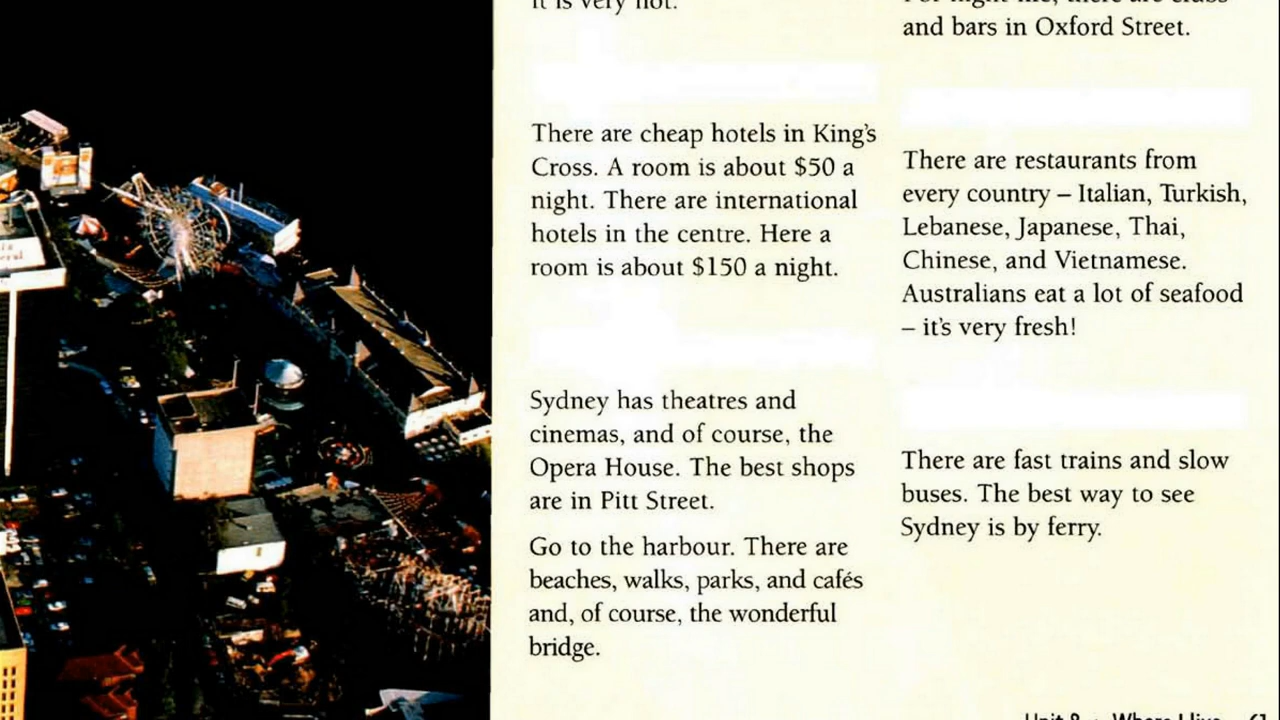 There are cheap hotels in King's
Cross. A room is about $50 a
night. There are international
hotels in the centre. Here a
room is about $150 a night.
Sydney has theatres and
cinemas, and of course, the
Opera House. The best shops
are in Pitt Street.
Go to the harbour. There are
beaches, walks, parks, and cafés
and, of course, the wonderful
bridge.
and bars in Oxford Street.
There are restaurants from
every country – Italian, Turkish,
Lebanese, Japanese, Thai,
Chinese, and Vietnamese.
Australians eat a lot of seafood
– it's very fresh!
There are fast trains and slow
buses. The best way to see
Sydney is by ferry.